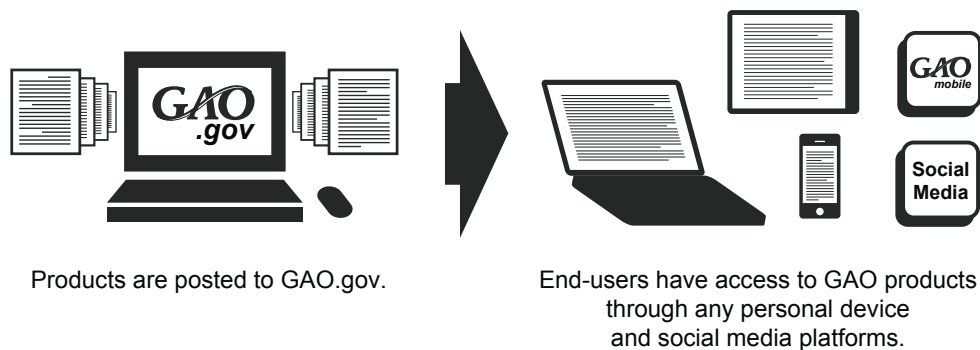 GAO
.gov
GAO
mobile
Social
Media
Products are posted to GAO.gov.
End-users have access to GAO products
through any personal device
and social media platforms.